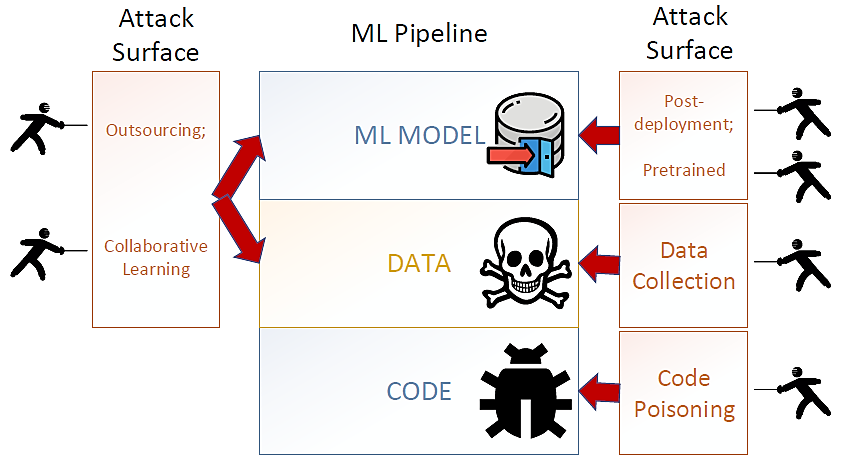 Attack
Surface
ML Pipeline
Attack
Surface
Outsourcing;
Collaborative
Learning
ML MODEL
DATA
CODE
Post-
deployment;
Pretrained
Data
Collection
Code
Poisoning